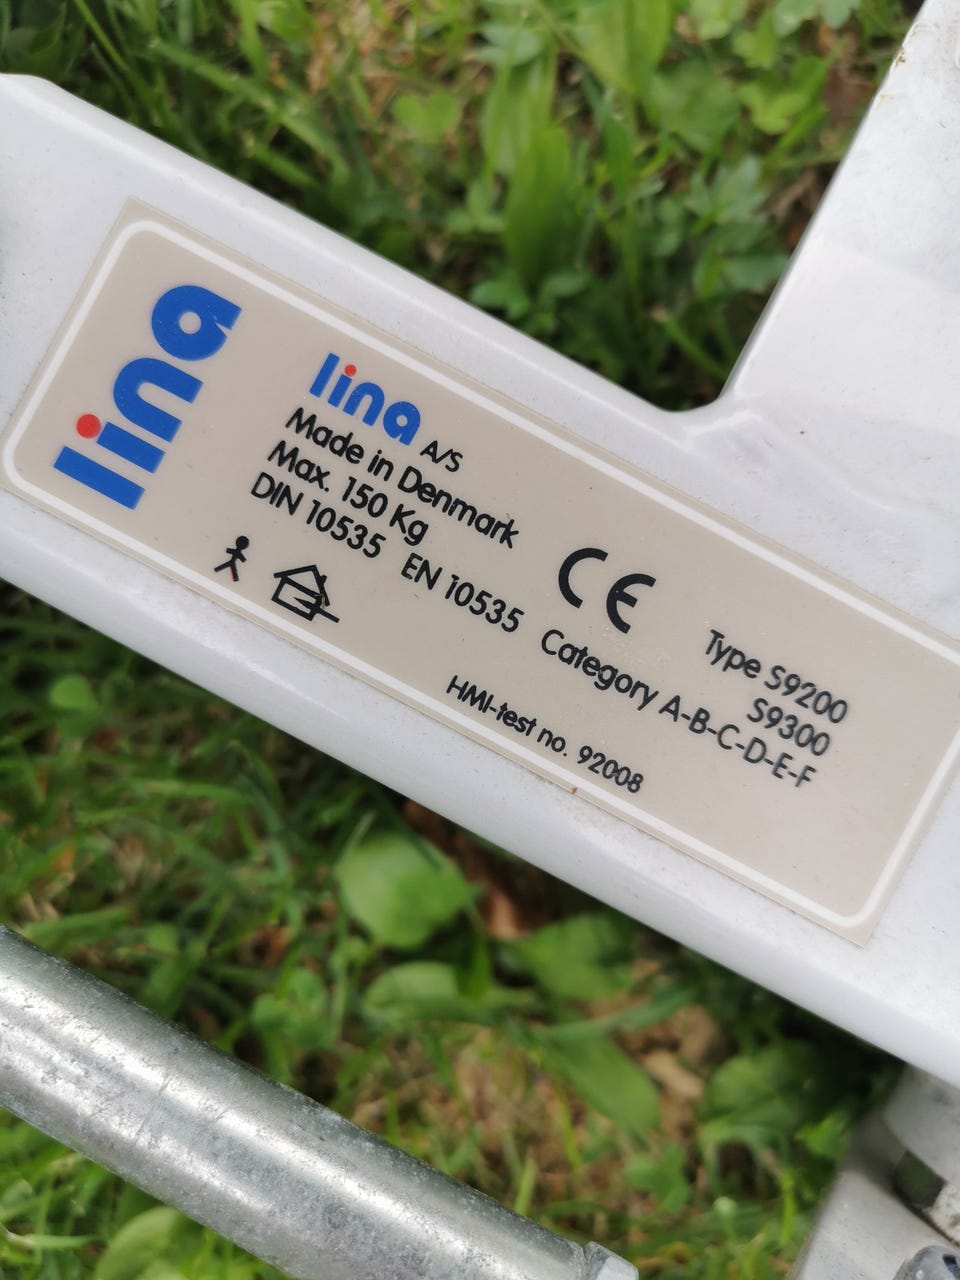 lina
lina A/S
Made in Denmark
Max. 150 Kg
DIN 10535 EN 10535 Category A-B-C-D-E-F
CE
Type S9200
S9300
HMI-test no. 92008